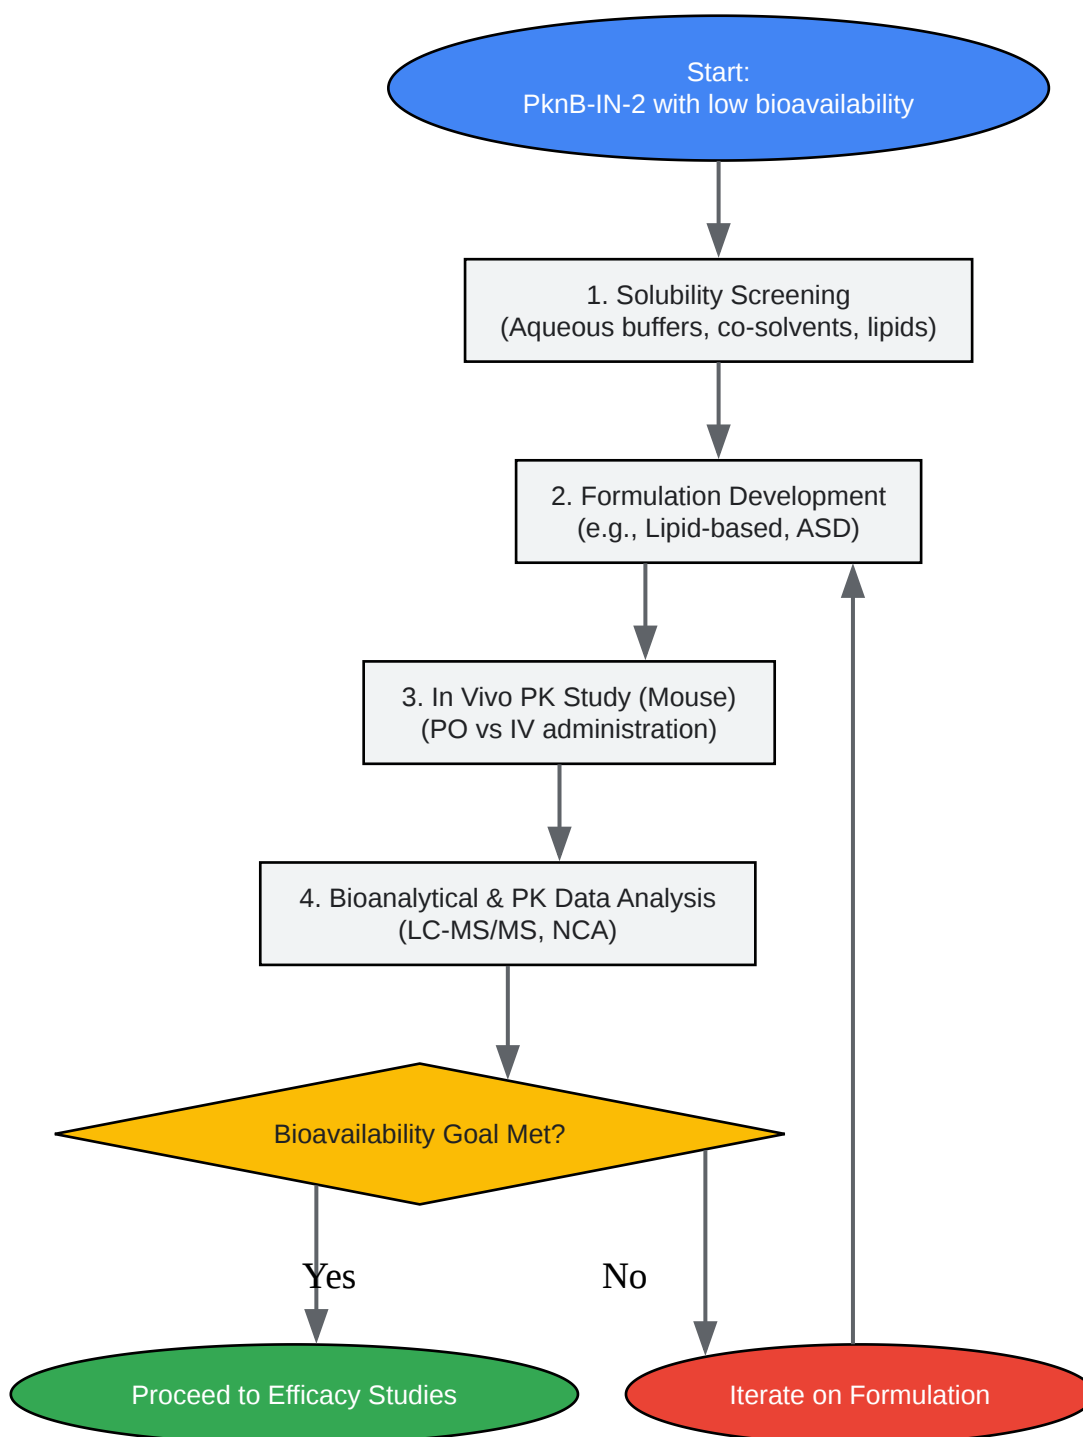 Start:
PknB-IN-2 with low bioavailability
1. Solubility Screening
(Aqueous buffers, co-solvents, lipids)
2. Formulation Development
(e.g., Lipid-based, ASD)
3. In Vivo PK Study (Mouse)
(PO vs IV administration)
4. Bioanalytical & PK Data Analysis
(LC-MS/MS, NCA)
Bioavailability Goal Met?
Yes
No
Proceed to Efficacy Studies
Iterate on Formulation